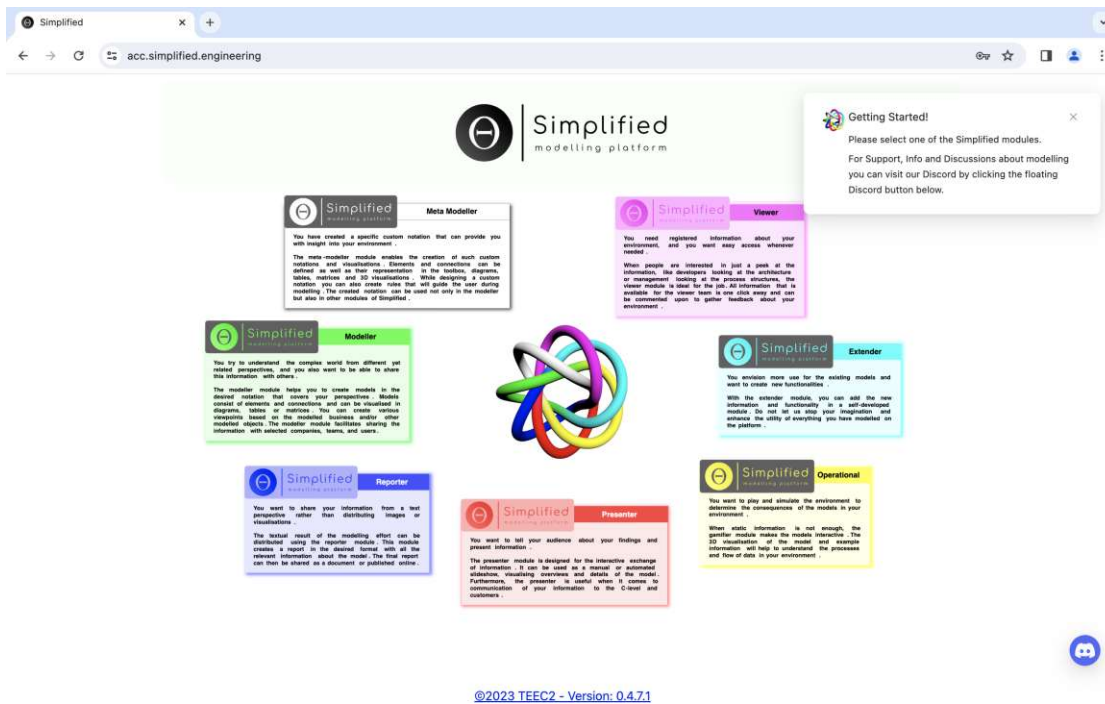 Simplified
acc.simplified.engineering
Simplified
modelling platform
Getting Started!
Please select one of the Simplified modules.
For Support, Info and Discussions about modelling
you can visit our Discord by clicking the floating
Discord button below.
Simplified
modelling platform
Meta Modeller
You have created a specific custom notation that can provide you
with insight into your environment .
The meta-modeller module enables the creation of such custom
notations and visualisations . Elements and connections can be
defined as well as their representation in the toolbox, diagrams,
tables, matrices and 3D visualisations . While designing a custom
notation you can also create rules that will guide the user during
modelling . The created notation can be used not only in the modeller
but also in other modules of Simplified .
Simplified
modelling platform
Viewer
You need registered information about your
environment, and you want easy access whenever
needed .
When people are interested in just a peek at the
information, like developers looking at the architecture
or management looking at the process structures, the
viewer module is ideal for the job . All information that is
available for the viewer team is one click away and can
be commented upon to gather feedback about your
environment .
Simplified
modelling platform
Modeller
You try to understand the complex world from different yet
related perspectives, and you also want to be able to share
this information with others .
The modeller module helps you to create models in the
desired notation that covers your perspectives . Models
consist of elements and connections and can be visualised in
diagrams, tables or matrices . You can create various
viewpoints based on the modelled business and/or other
modelled objects . The modeller module facilitates sharing the
information with selected companies, teams, and users .
Simplified
modelling platform
Extender
You envision more use for the existing models and
want to create new functionalities .
With the extender module, you can add the new
information and functionality in a self-developed
module . Do not let us stop your imagination and
enhance the utility of everything you have modelled on
the platform .
Simplified
modelling platform
Reporter
You want to share your information from a text
perspective rather than distributing images or
visualisations .
The textual result of the modelling effort can be
distributed using the reporter module . This module
creates a report in the desired format with all the
relevant information about the model . The final report
can then be shared as a document or published online .
Simplified
modelling platform
Presenter
You want to tell your audience about your findings and
present information .
The presenter module is designed for the interactive exchange
of information . It can be used as a manual or automated
slideshow, visualising overviews and details of the model .
Furthermore, the presenter is useful when it comes to
communication of your information to the C-level and
customers .
Simplified
modelling platform
Operational
You want to play and simulate the environment to
determine the consequences of the models in your
environment .
When static information is not enough, the
gamifier module makes the models interactive . The
3D visualisation of the model and example
information will help to understand the processes
and flow of data in your environment .
©2023 TEEC2 - Version: 0.4.7.1